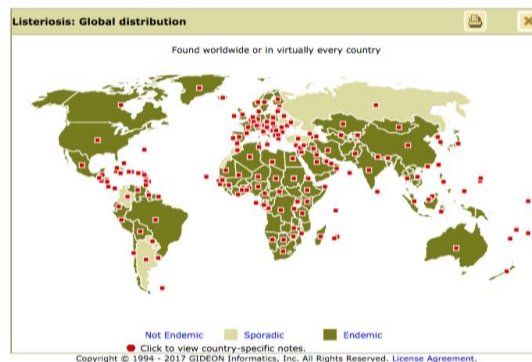 Listeriosis: Global distribution
Found worldwide or in virtually every country
Not Endemic Sporadic Endemic
Click to view country-specific notes.
Copyright © 1994 - 2017 GIDEON Informatics, Inc. All Rights Reserved. License Agreement.